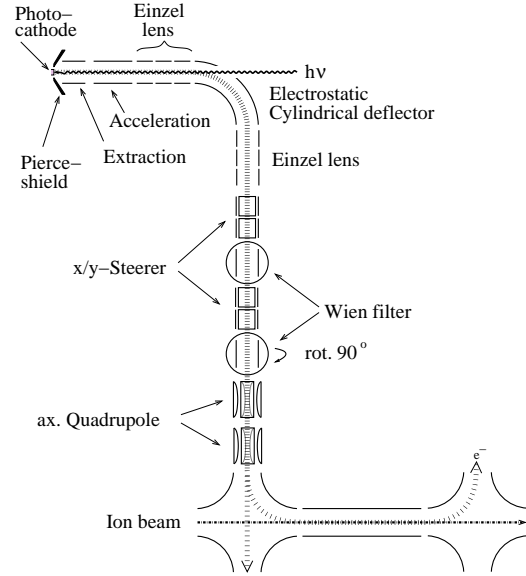 Photo–
cathode
Einzel
lens
hν
Electrostatic
Cylindrical deflector
Acceleration
Extraction
Pierce–
shield
Einzel lens
x/y–Steerer
Wien filter
rot. 90°
ax. Quadrupole
e–
Ion beam